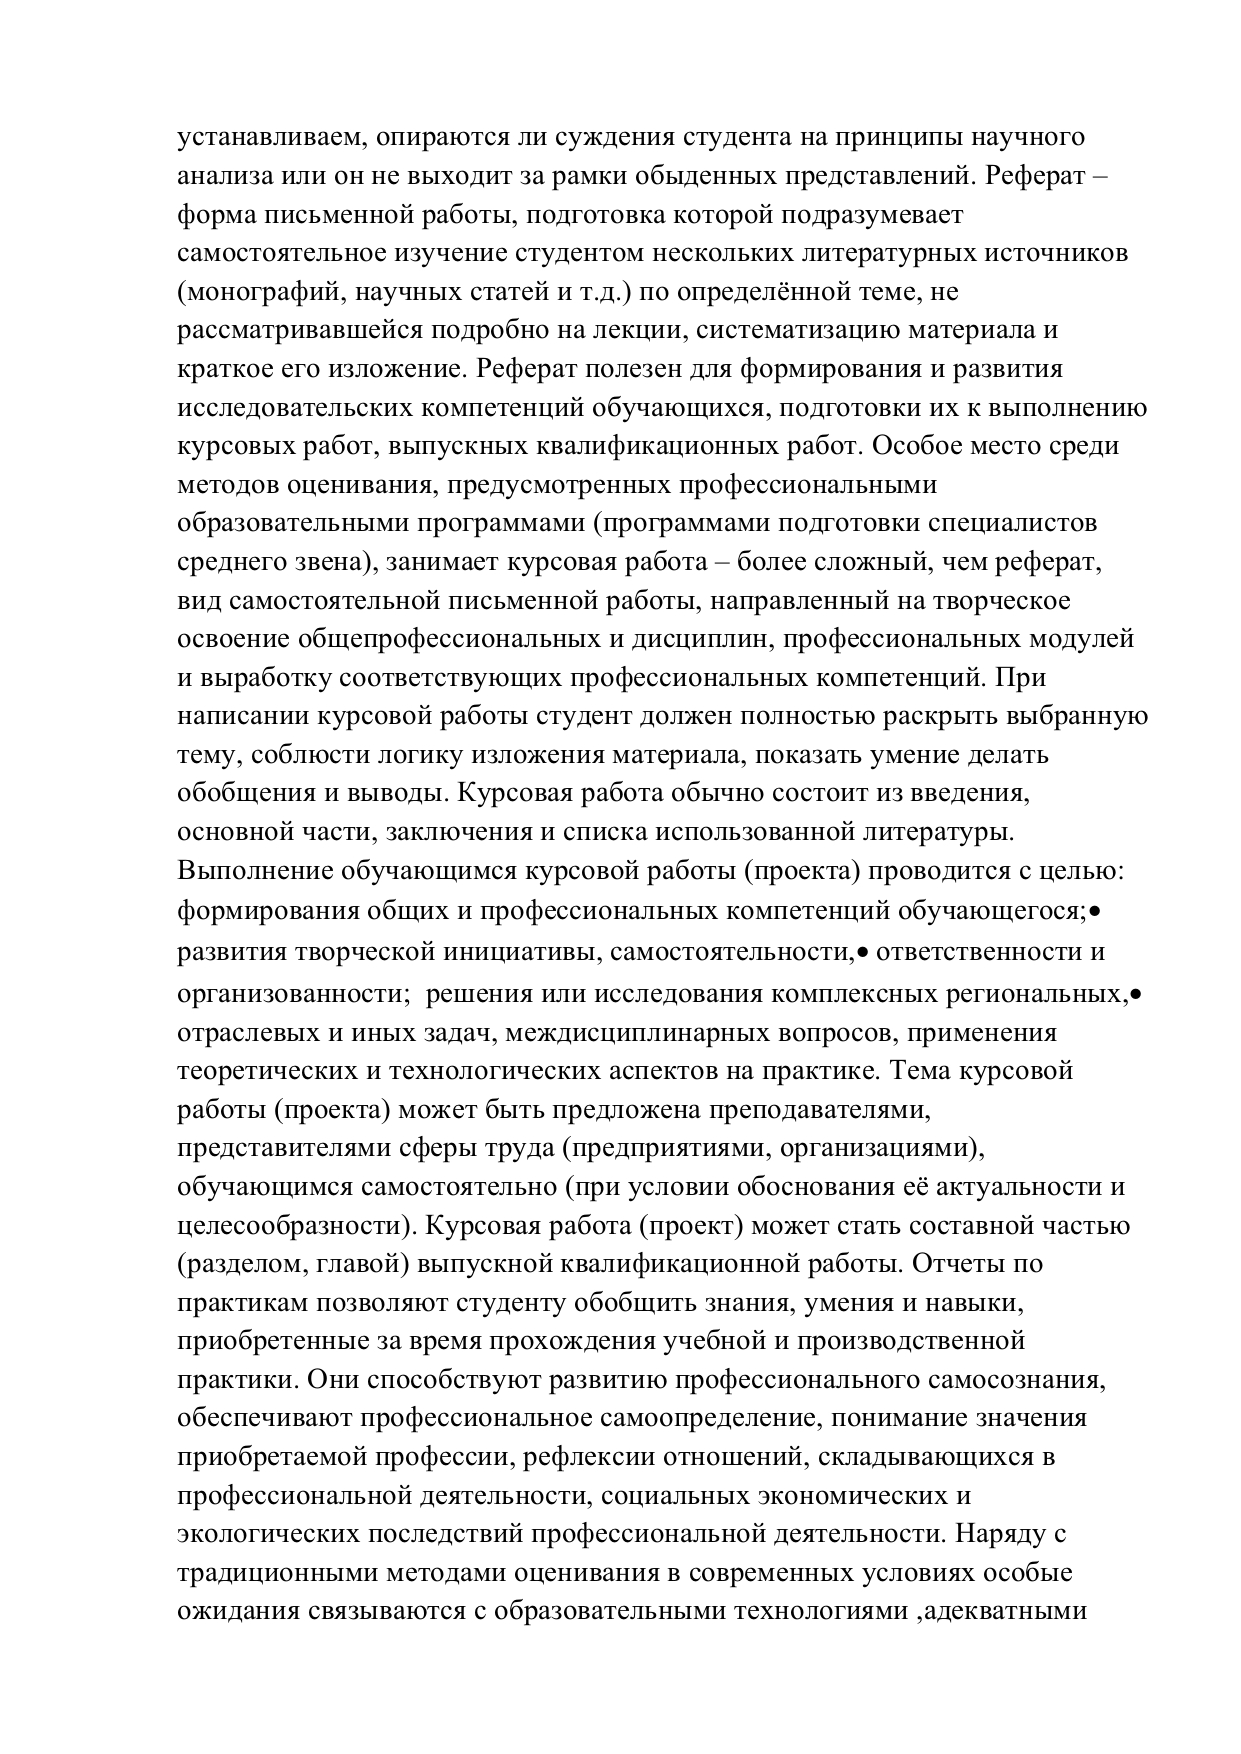 устанавливаем, опираются ли суждения студента на принципы научного
анализа или он не выходит за рамки обыденных представлений. Реферат –
форма письменной работы, подготовка которой подразумевает
самостоятельное изучение студентом нескольких литературных источников
(монографий, научных статей и т.д.) по определённой теме, не
рассматривавшейся подробно на лекции, систематизацию материала и
краткое его изложение. Реферат полезен для формирования и развития
исследовательских компетенций обучающихся, подготовки их к выполнению
курсовых работ, выпускных квалификационных работ. Особое место среди
методов оценивания, предусмотренных профессиональными
образовательными программами (программами подготовки специалистов
среднего звена), занимает курсовая работа – более сложный, чем реферат,
вид самостоятельной письменной работы, направленный на творческое
освоение общепрофессиональных и дисциплин, профессиональных модулей
и выработку соответствующих профессиональных компетенций. При
написании курсовой работы студент должен полностью раскрыть выбранную
тему, соблюсти логику изложения материала, показать умение делать
обобщения и выводы. Курсовая работа обычно состоит из введения,
основной части, заключения и списка использованной литературы.
Выполнение обучающимся курсовой работы (проекта) проводится с целью:
формирования общих и профессиональных компетенций обучающегося;•
развития творческой инициативы, самостоятельности,• ответственности и
организованности;  решения или исследования комплексных региональных,•
отраслевых и иных задач, междисциплинарных вопросов, применения
теоретических и технологических аспектов на практике. Тема курсовой
работы (проекта) может быть предложена преподавателями,
представителями сферы труда (предприятиями, организациями),
обучающимся самостоятельно (при условии обоснования её актуальности и
целесообразности). Курсовая работа (проект) может стать составной частью
(разделом, главой) выпускной квалификационной работы. Отчеты по
практикам позволяют студенту обобщить знания, умения и навыки,
приобретенные за время прохождения учебной и производственной
практики. Они способствуют развитию профессионального самосознания,
обеспечивают профессиональное самоопределение, понимание значения
приобретаемой профессии, рефлексии отношений, складывающихся в
профессиональной деятельности, социальных экономических и
экологических последствий профессиональной деятельности. Наряду с
традиционными методами оценивания в современных условиях особые
ожидания связываются с образовательными технологиями ,адекватными